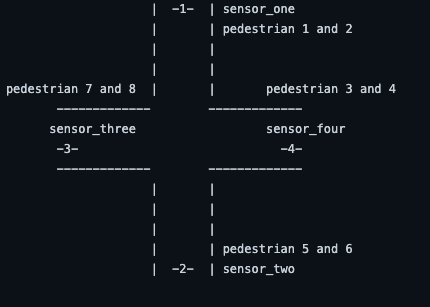 | -1- | sensor_one
| | pedestrian 1 and 2
| |
| |
pedestrian 7 and 8 | | pedestrian 3 and 4
------------- -------------
sensor_three sensor_four
-3- -4-
------------- -------------
| |
| |
| |
| | pedestrian 5 and 6
| -2- | sensor_two